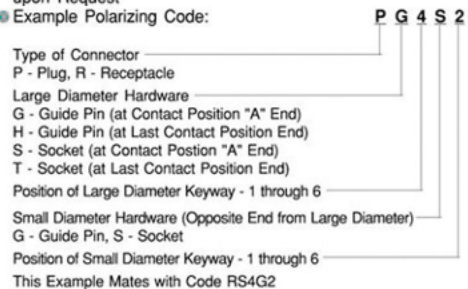 upon Request
Example Polarizing Code: P G 4 S 2
Type of Connector
P - Plug, R - Receptacle
Large Diameter Hardware
G - Guide Pin (at Contact Position "A" End)
H - Guide Pin (at Last Contact Position End)
S - Socket (at Contact Postion "A" End)
T - Socket (at Last Contact Position End)
Position of Large Diameter Keyway - 1 through 6
Small Diameter Hardware (Opposite End from Large Diameter)
G - Guide Pin, S - Socket
Position of Small Diameter Keyway - 1 through 6
This Example Mates with Code RS4G2